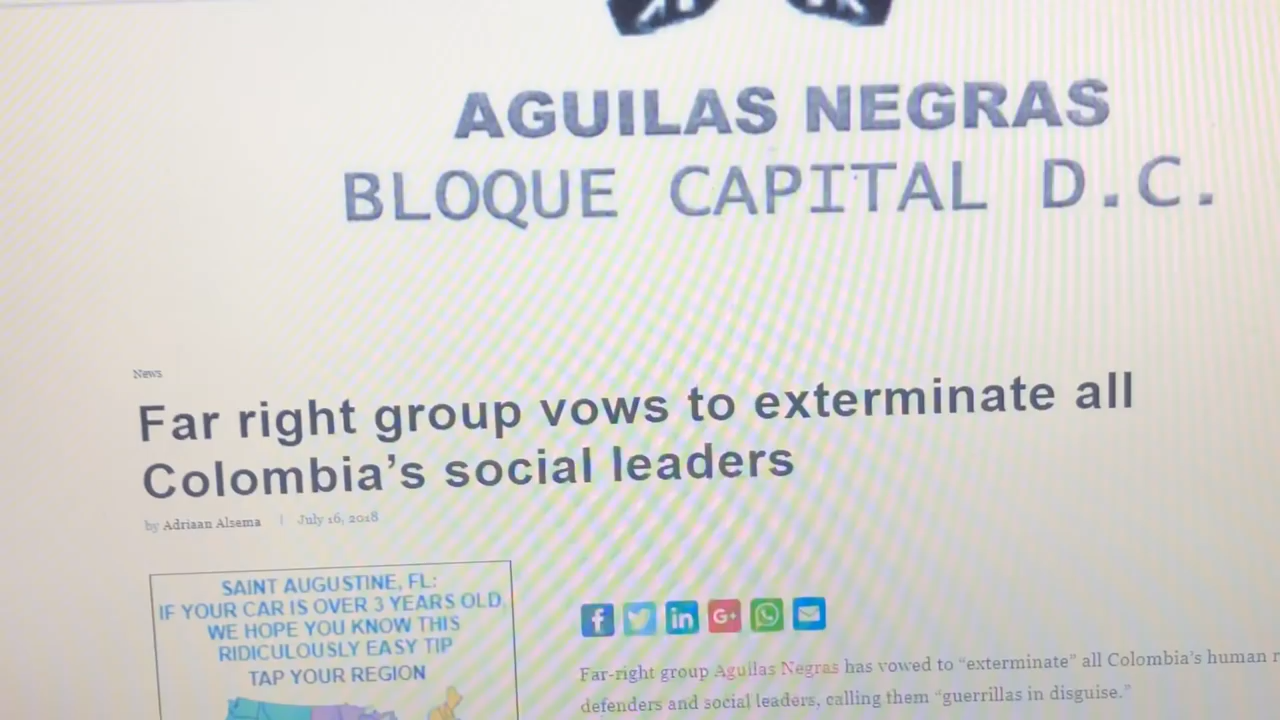 AGUILAS NEGRAS
BLOQUE CAPITAL D.C.
News
Far right group vows to exterminate all
Colombia’s social leaders
by Adriaan Alsema | July 16, 2018
SAINT AUGUSTINE, FL:
IF YOUR CAR IS OVER 3 YEARS OLD,
WE HOPE YOU KNOW THIS
RIDICULOUSLY EASY TIP
TAP YOUR REGION
f in G+
Far-right group Aguilas Negras has vowed to “exterminate” all Colombia’s human
defenders and social leaders, calling them “guerrillas in disguise.”